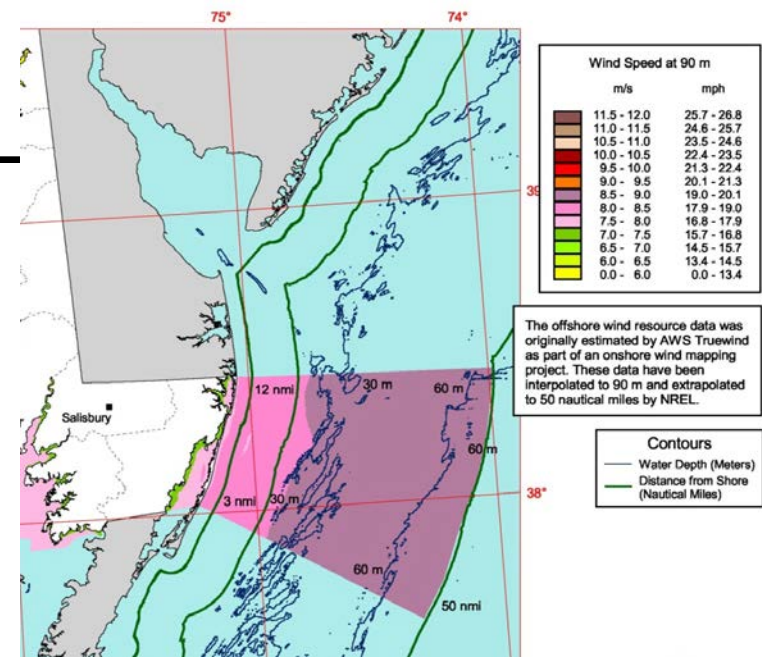 75°
74°
Wind Speed at 90 m
m/s mph
11.5 - 12.0 25.7 - 26.8
11.0 - 11.5 24.6 - 25.7
10.5 - 11.0 23.5 - 24.6
10.0 - 10.5 22.4 - 23.5
9.5 - 10.0 21.3 - 22.4
9.0 - 9.5 20.1 - 21.3
8.5 - 9.0 19.0 - 20.1
8.0 - 8.5 17.9 - 19.0
7.5 - 8.0 16.8 - 17.9
7.0 - 7.5 15.7 - 16.8
6.5 - 7.0 14.5 - 15.7
6.0 - 6.5 13.4 - 14.5
0.0 - 6.0 0.0 - 13.4
39
The offshore wind resource data was
originally estimated by AWS Truewind
as part of an onshore wind mapping
project. These data have been
interpolated to 90 m and extrapolated
to 50 nautical miles by NREL.
12 nmi
30 m
60 m
Salisbury
60 m
Contours
Water Depth (Meters)
Distance from Shore
(Nautical Miles)
3 nmi
30 m
38°
60 m
50 nmi